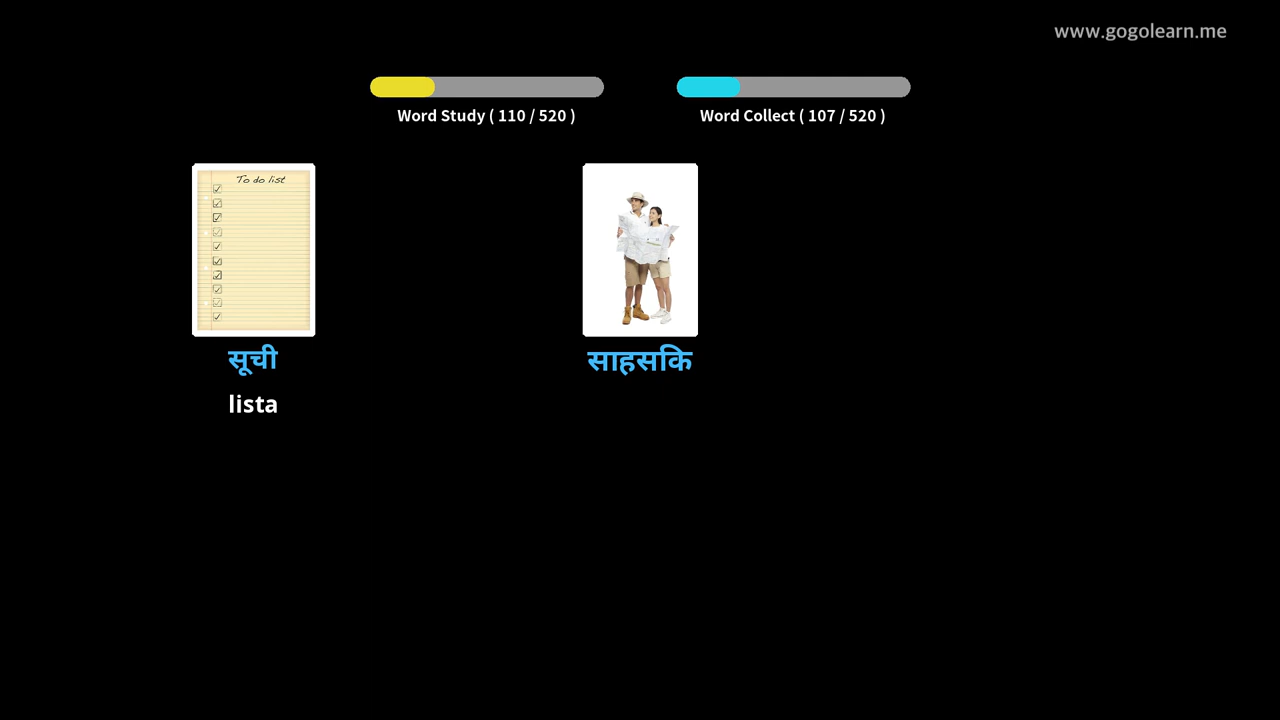 www.gogolearn.me
Word Study ( 110 / 520 )
Word Collect ( 107 / 520 )
To do list
सूची
साहसकि
lista